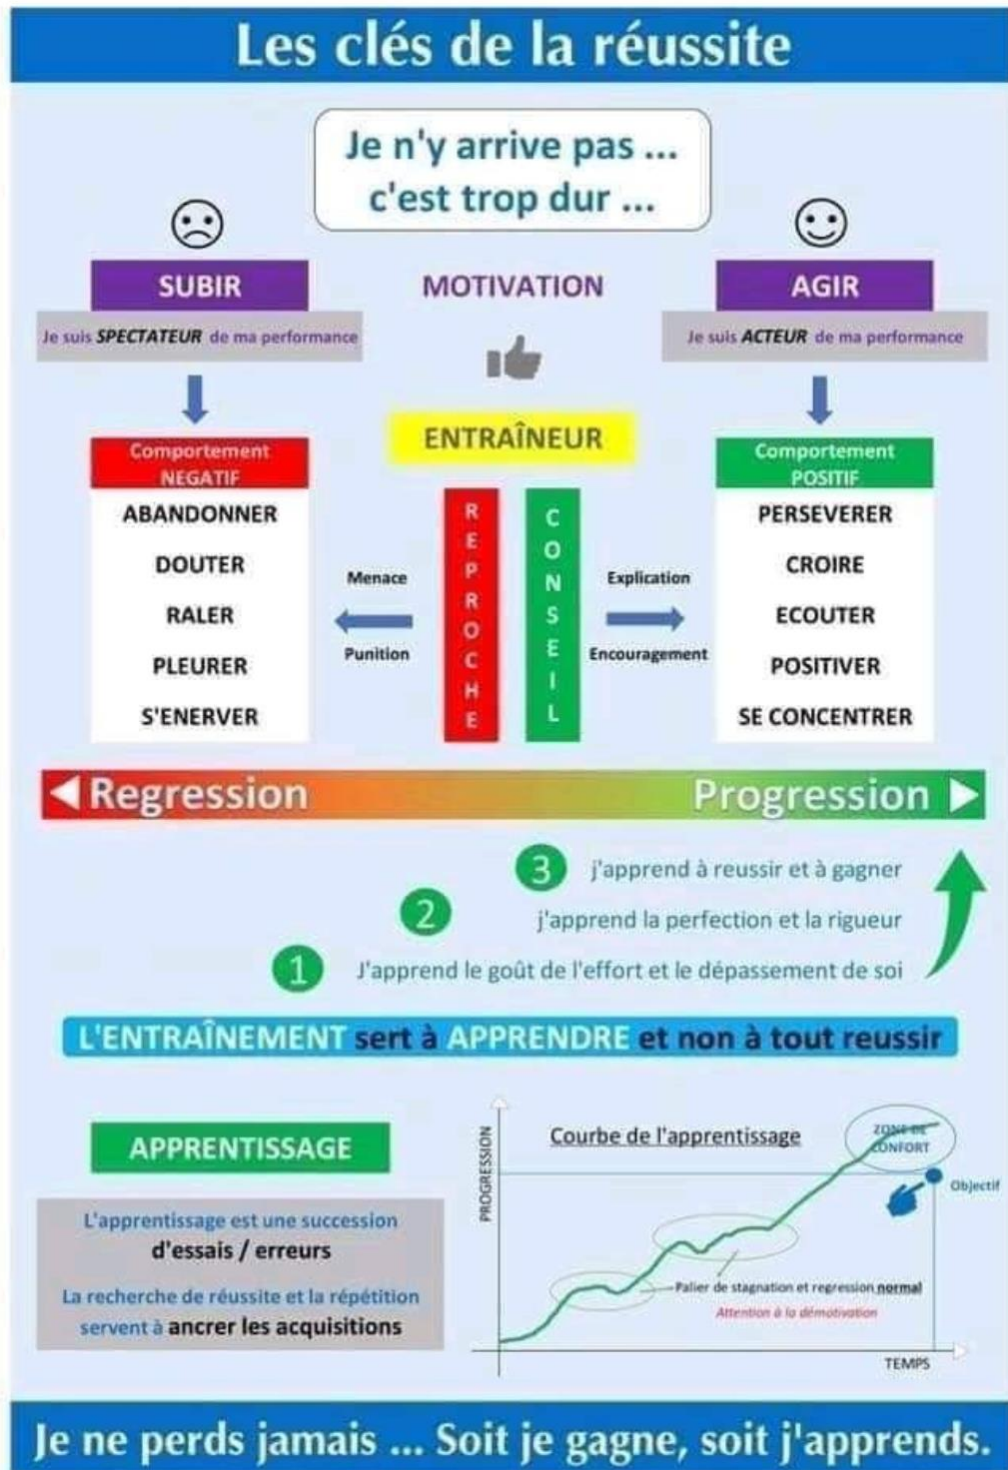 Les clés de la réussite
Je n'y arrive pas ...
c'est trop dur ...
SUBIR
MOTIVATION
AGIR
Je suis SPECTATEUR de ma performance
Je suis ACTEUR de ma performance
ENTRAÎNEUR
Comportement
NEGATIF
ABANDONNER
DOUTER
RALER
PLEURER
S'ENERVER
Menace
Punition
REPROCHE
CONSEIL
Explication
Encouragement
Comportement
POSITIF
PERSEVERER
CROIRE
ECOUTER
POSITIVER
SE CONCENTRER
Regression
Progression
3 j'apprend à reussir et à gagner
2 j'apprend la perfection et la rigueur
1 J'apprend le goût de l'effort et le dépassement de soi
L'ENTRAÎNEMENT sert à APPRENDRE et non à tout reussir
APPRENTISSAGE
L'apprentissage est une succession
d'essais / erreurs
La recherche de réussite et la répétition
servent à ancrer les acquisitions
PROGRESSION
Courbe de l'apprentissage
ZONE DE
CONFORT
Objectif
Palier de stagnation et regression normal
Attention à la démotivation
TEMPS
Je ne perds jamais ... Soit je gagne, soit j'apprends.